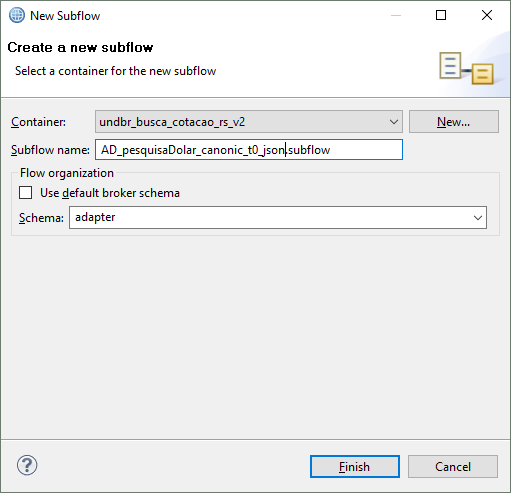 New Subflow
Create a new subflow
Select a container for the new subflow
Container: undbr_busca_cotacao_rs_v2 New...
Subflow name: AD_pesquisaDolar_canonic_t0_json.subflow
Flow organization
Use default broker schema
Schema: adapter
? Finish Cancel